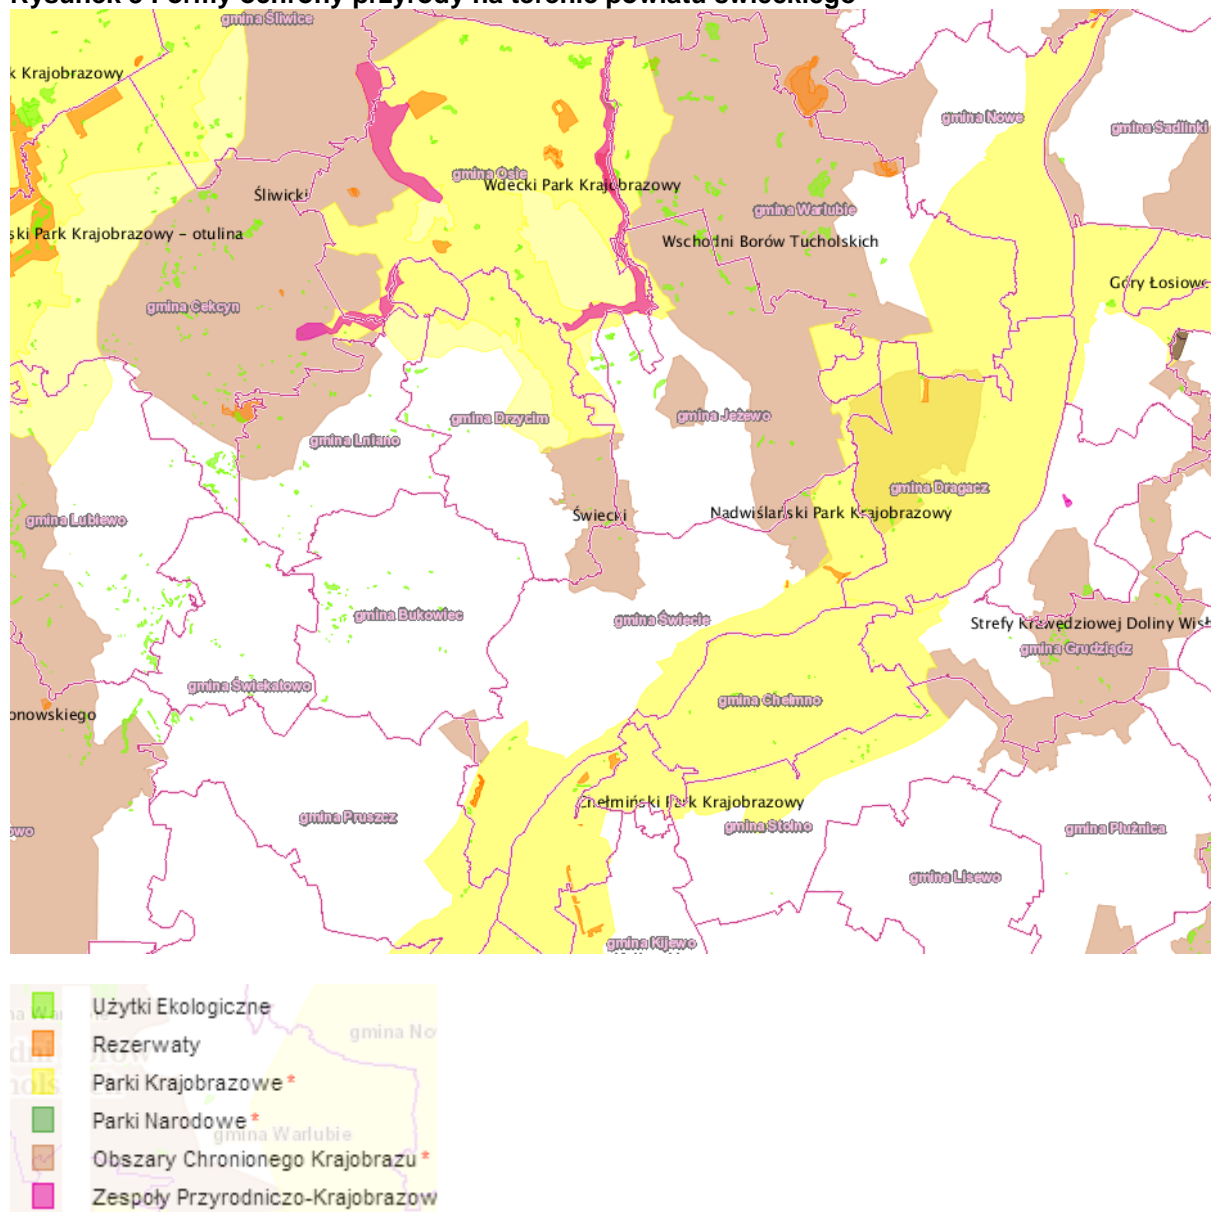 gmina Śliwice
k Krajobrazowy
gmina Nowe
gmina Sadlinki
gmina Osie
Wdecki Park Krajobrazowy
Śliwicki
gmina Warlubie
ski Park Krajobrazowy – otulina
Wschodni Borów Tucholskich
Góry Łosiowe
gmina Cekcyn
gmina Drzycim
gmina Jeżewo
gmina Lniano
gmina Dragacz
gmina Lubiewo
Świecki
Nadwiślański Park Krajobrazowy
gmina Bukowiec
gmina Świecie
Strefy Krawędziowej Doliny Wisł
gmina Grudziądz
gmina Świekatowo
gmina Chełmno
onowskiego
Chełmiński Park Krajobrazowy
gmina Pruszcz
gmina Stolno
gmina Płużnica
owo
gmina Lisewo
gmina Kijewo
Użytki Ekologiczne
Rezerwaty
gmina No
Parki Krajobrazowe *
Parki Narodowe *
gmina Warlubie
Obszary Chronionego Krajobrazu *
Zespoły Przyrodniczo-Krajobrazow